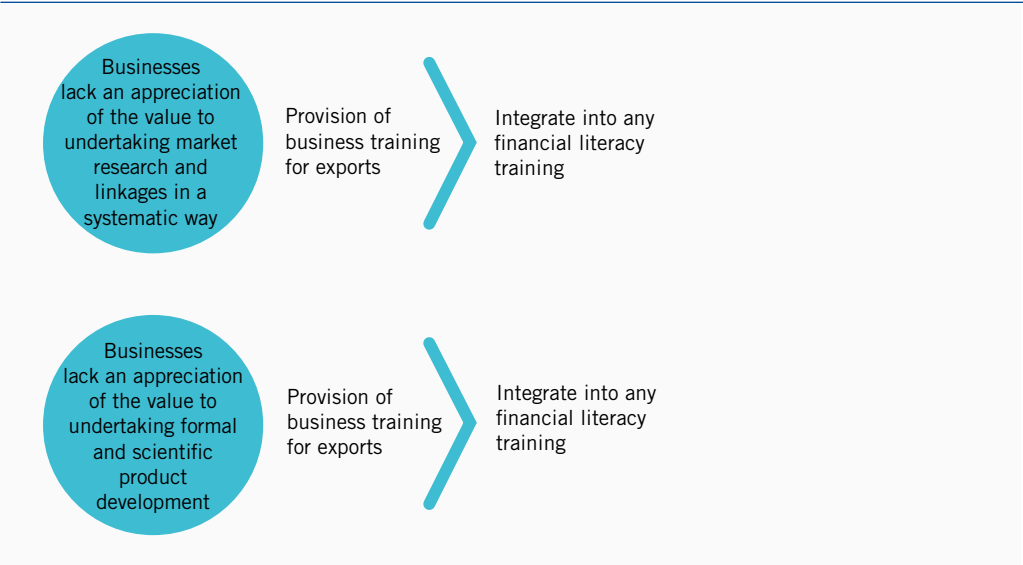 Businesses
lack an appreciation
of the value to
undertaking market
research and
linkages in a
systematic way
Provision of
business training
for exports
Integrate into any
financial literacy
training
Businesses
lack an appreciation
of the value to
undertaking formal
and scientific
product
development
Provision of
business training
for exports
Integrate into any
financial literacy
training